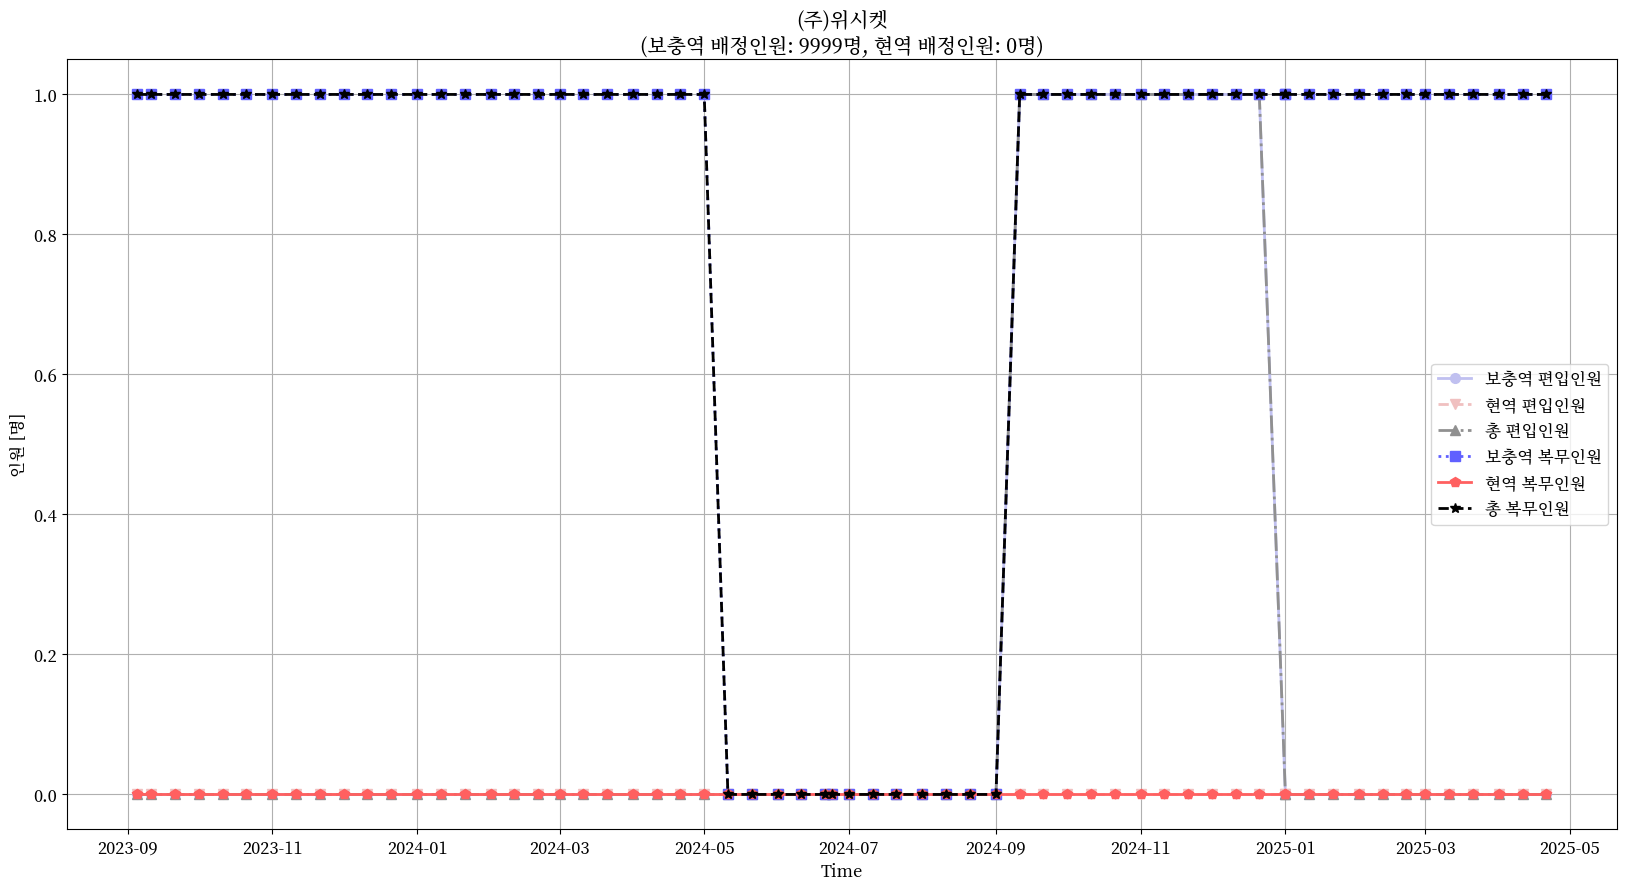 (주)위시켓
(보충역 배정인원: 9999명, 현역 배정인원: 0명)
1.0
0.8
0.6
0.4
0.2
0.0
인원 [명]
보충역 편입인원
현역 편입인원
총 편입인원
보충역 복무인원
현역 복무인원
총 복무인원
2023-09
2023-11
2024-01
2024-03
2024-05
2024-07
2024-09
2024-11
2025-01
2025-03
2025-05
Time